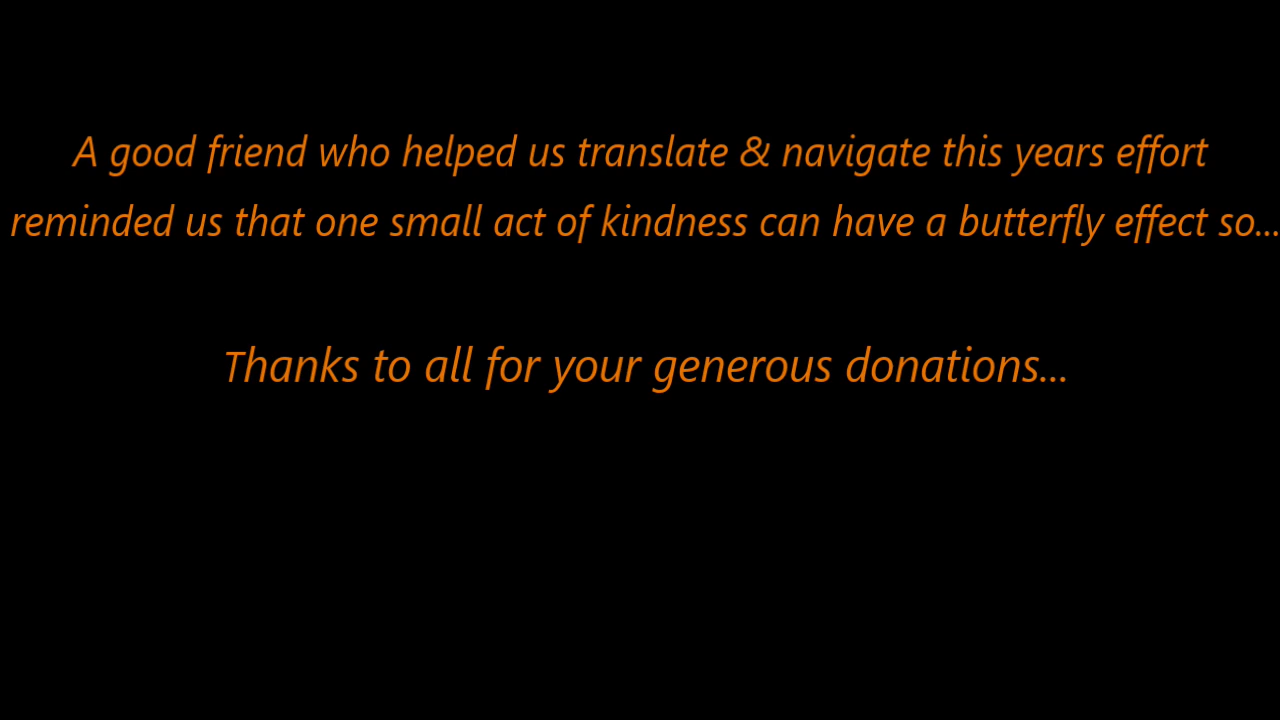 A good friend who helped us translate & navigate this years effort
reminded us that one small act of kindness can have a butterfly effect so...
Thanks to all for your generous donations...